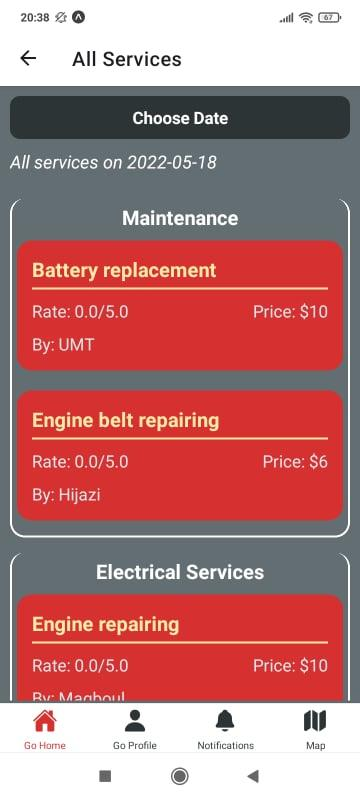 20:38
67
All Services
Choose Date
All services on 2022-05-18
Maintenance
Battery replacement
Rate: 0.0/5.0 Price: $10
By: UMT
Engine belt repairing
Rate: 0.0/5.0 Price: $6
By: Hijazi
Electrical Services
Engine repairing
Rate: 0.0/5.0 Price: $10
By: Maqboul
Go Home Go Profile Notifications Map